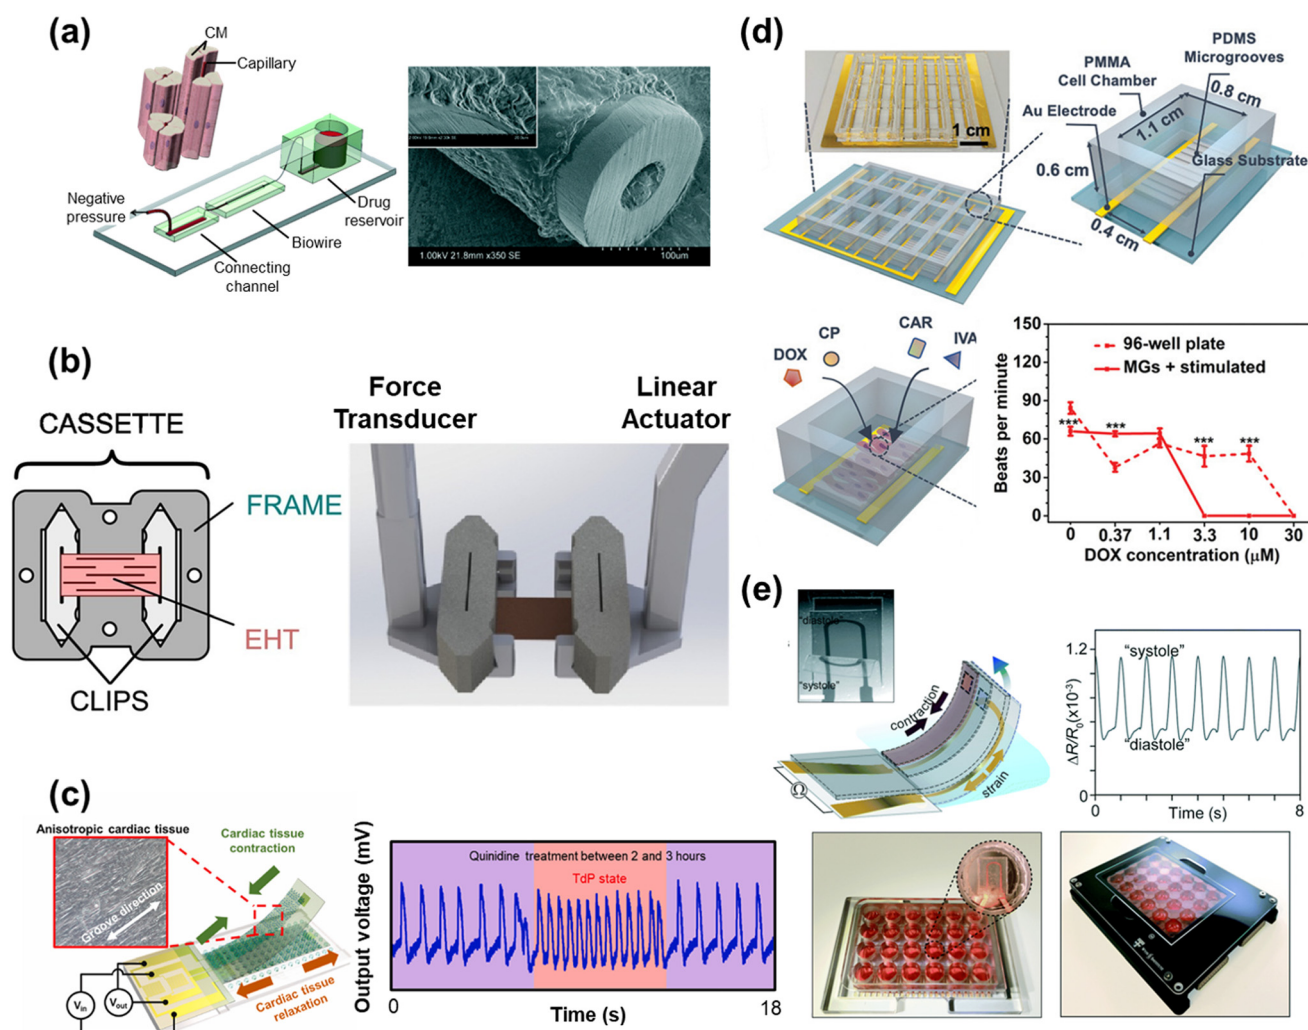 (a)
CM
Capillary
Negative
pressure
Drug
reservoir
Biowire
Connecting
channel
1.00kV 21.8mm x350 SE
100um
(b)
CASSETTE
FRAME
EHT
CLIPS
Force
Transducer
Linear
Actuator
(c)
Anisotropic cardiac tissue
Groove direction
Cardiac tissue
contraction
Cardiac tissue
relaxation
Vin
Vout
Output voltage (mV)
Quinidine treatment between 2 and 3 hours
TdP state
0
18
Time (s)
(d)
1 cm
PMMA
Cell Chamber
PDMS
Microgrooves
Au Electrode
0.8 cm
1.1 cm
0.6 cm
Glass Substrate
0.4 cm
DOX
CP
CAR
IVA
Beats per minute
150
120
90
60
30
0
96-well plate
MGs + stimulated
***
***
***
***
0
0.37
1.1
3.3
10
30
DOX concentration (μM)
(e)
"diastole"
"systole"
contraction
strain
Ω
ΔR/R0(x10-3)
1.2
0.6
0
"systole"
"diastole"
0
8
Time (s)